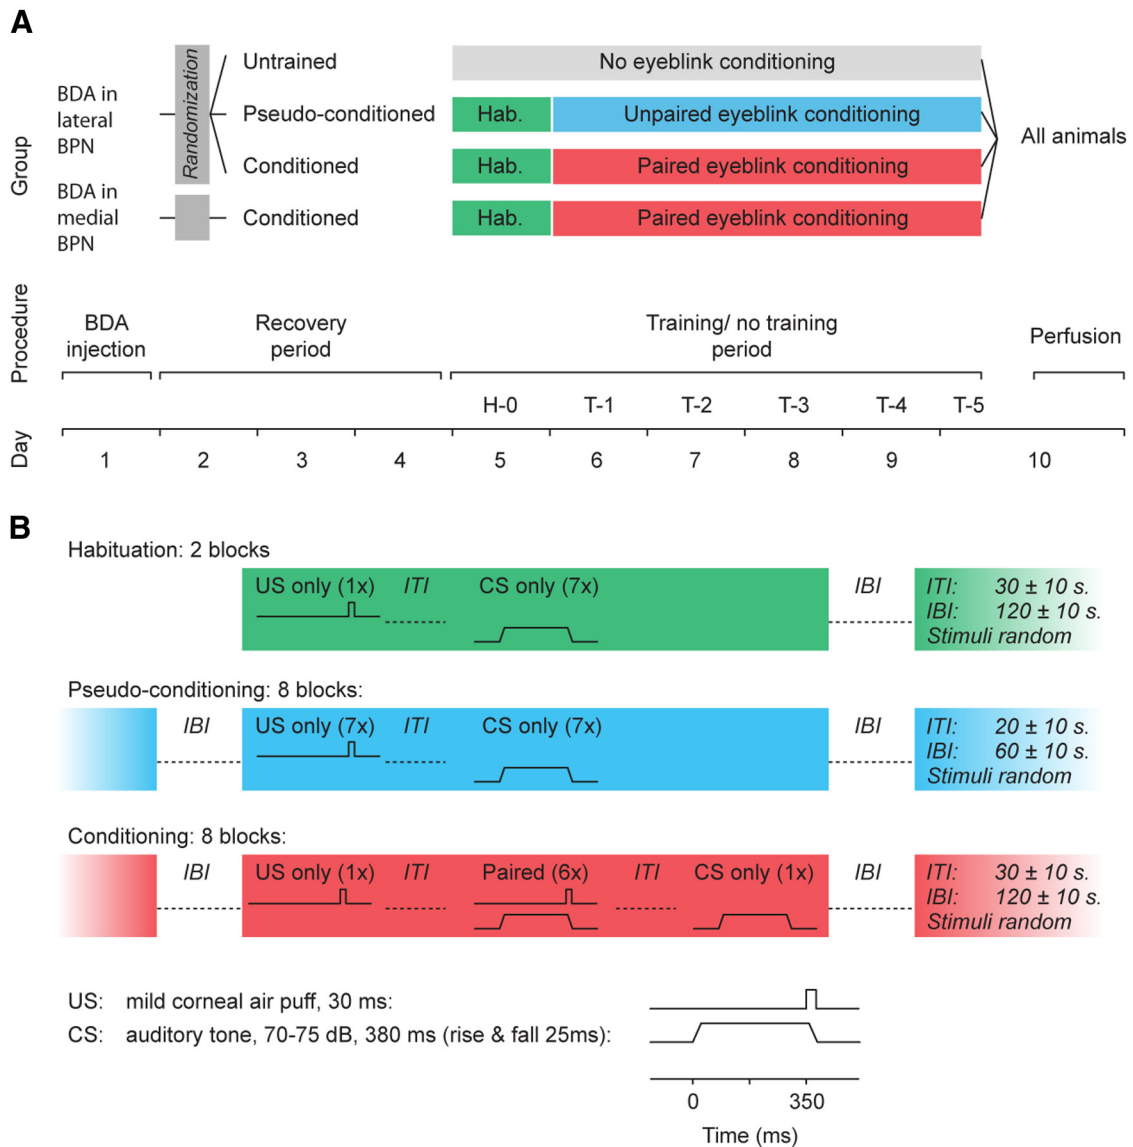 A
Group
BDA in
lateral
BPN
BDA in
medial
BPN
Randomization
Untrained
Pseudo-conditioned
Conditioned
Conditioned
No eyeblink conditioning
Hab. Unpaired eyeblink conditioning
Hab. Paired eyeblink conditioning
Hab. Paired eyeblink conditioning
All animals
Procedure
BDA
injection
Recovery
period
Training/ no training
period
Perfusion
H-0 T-1 T-2 T-3 T-4 T-5
Day
1 2 3 4 5 6 7 8 9 10
B
Habituation: 2 blocks
US only (1x) ITI CS only (7x) IBI
ITI: 30 ± 10 s.
IBI: 120 ± 10 s.
Stimuli random
Pseudo-conditioning: 8 blocks:
IBI US only (7x) ITI CS only (7x) IBI
ITI: 20 ± 10 s.
IBI: 60 ± 10 s.
Stimuli random
Conditioning: 8 blocks:
IBI US only (1x) ITI Paired (6x) ITI CS only (1x) IBI
ITI: 30 ± 10 s.
IBI: 120 ± 10 s.
Stimuli random
US: mild corneal air puff, 30 ms:
CS: auditory tone, 70-75 dB, 380 ms (rise & fall 25ms):
0 350
Time (ms)